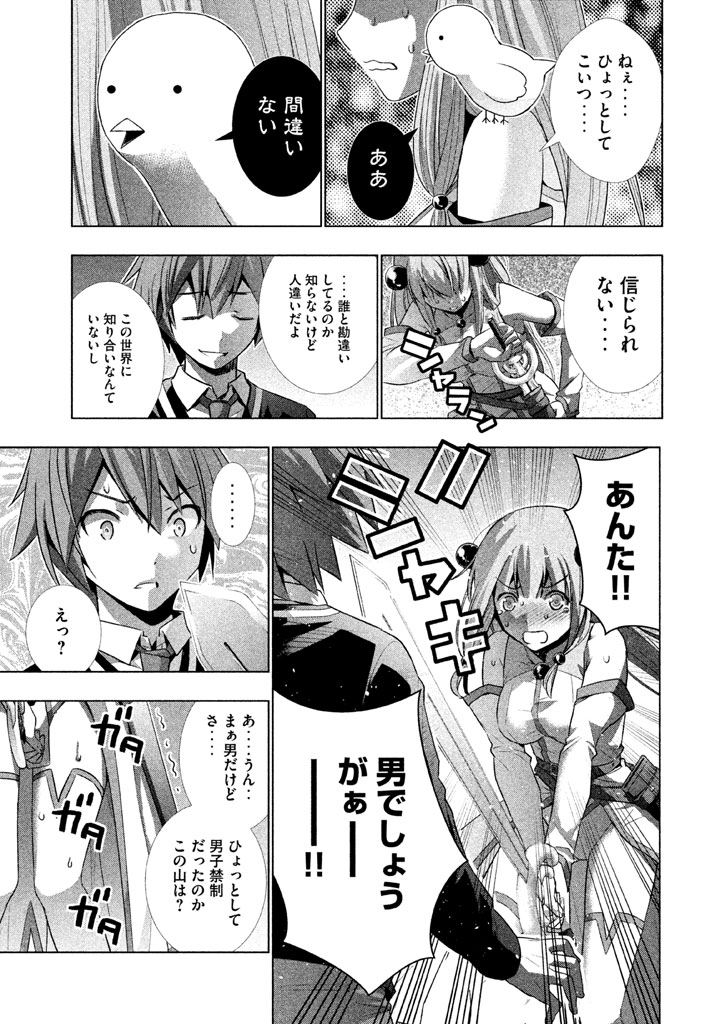 ねぇ‥‥
ひょっとして
こいつ‥‥
ああ
間違い
ない
信じられ
ない‥‥
ニャラン
‥‥誰と勘違い
してるのか
知らないけど
人違いだよ
この世界に
知り合いなんて
いないし
あんた!!
ジャキ
男でしょう
がぁーー!!
‥‥
えっ?
あ‥‥うん‥
まぁ男だけど
さ‥‥
ひょっとして
男子禁制
だったのか
この山は?
ガタ
ガタ
ガタ